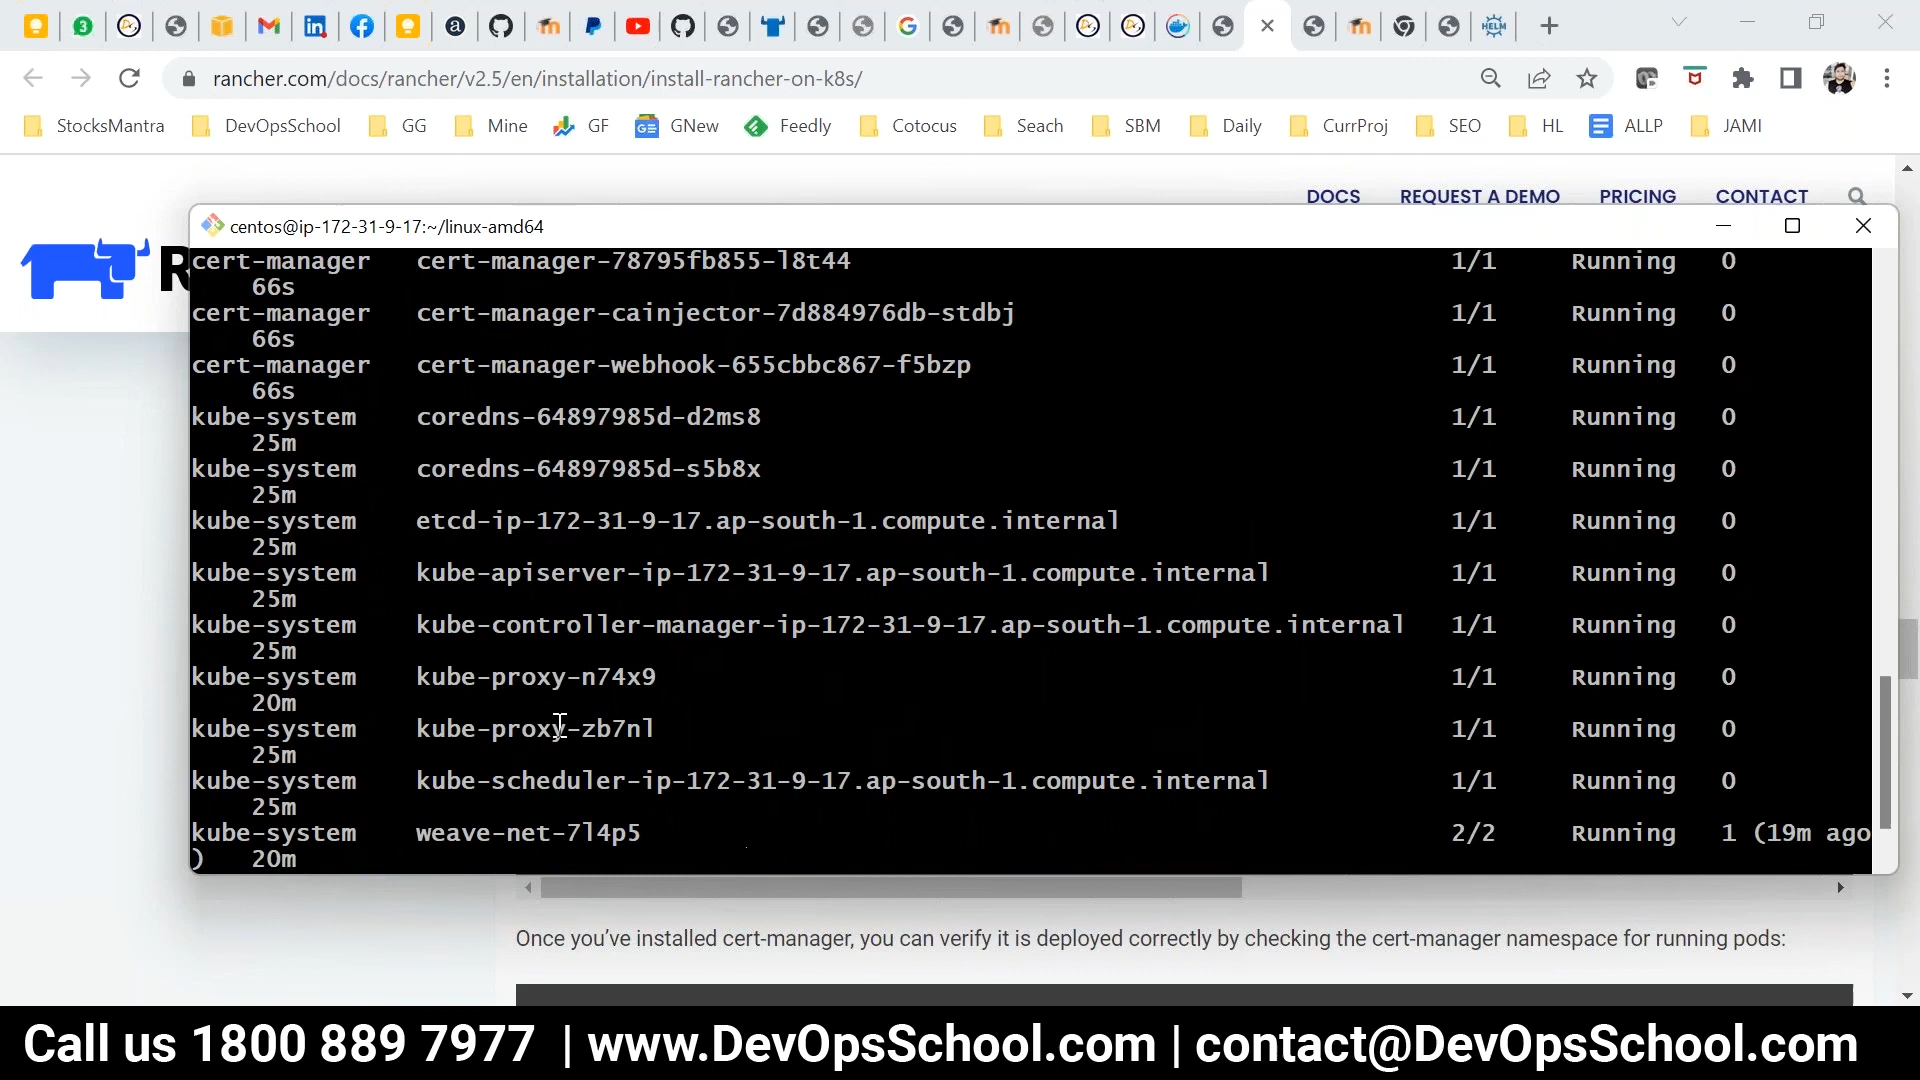 rancher.com/docs/rancher/v2.5/en/installation/install-rancher-on-k8s/
StocksMantra DevOpsSchool GG Mine GF GNew Feedly Cotocus Seach SBM Daily CurrProj SEO HL ALLP JAMI
DOCS REQUEST A DEMO PRICING CONTACT
R
centos@ip-172-31-9-17:~/linux-amd64
cert-manager cert-manager-78795fb855-l8t44 1/1 Running 0
66s
cert-manager cert-manager-cainjector-7d884976db-stdbj 1/1 Running 0
66s
cert-manager cert-manager-webhook-655cbbc867-f5bzp 1/1 Running 0
66s
kube-system coredns-64897985d-d2ms8 1/1 Running 0
25m
kube-system coredns-64897985d-s5b8x 1/1 Running 0
25m
kube-system etcd-ip-172-31-9-17.ap-south-1.compute.internal 1/1 Running 0
25m
kube-system kube-apiserver-ip-172-31-9-17.ap-south-1.compute.internal 1/1 Running 0
25m
kube-system kube-controller-manager-ip-172-31-9-17.ap-south-1.compute.internal 1/1 Running 0
25m
kube-system kube-proxy-n74x9 1/1 Running 0
20m
kube-system kube-proxy-zb7nl 1/1 Running 0
25m
kube-system kube-scheduler-ip-172-31-9-17.ap-south-1.compute.internal 1/1 Running 0
25m
kube-system weave-net-7l4p5 2/2 Running 1 (19m ago
) 20m
Once you’ve installed cert-manager, you can verify it is deployed correctly by checking the cert-manager namespace for running pods:
Call us 1800 889 7977 | www.DevOpsSchool.com | contact@DevOpsSchool.com